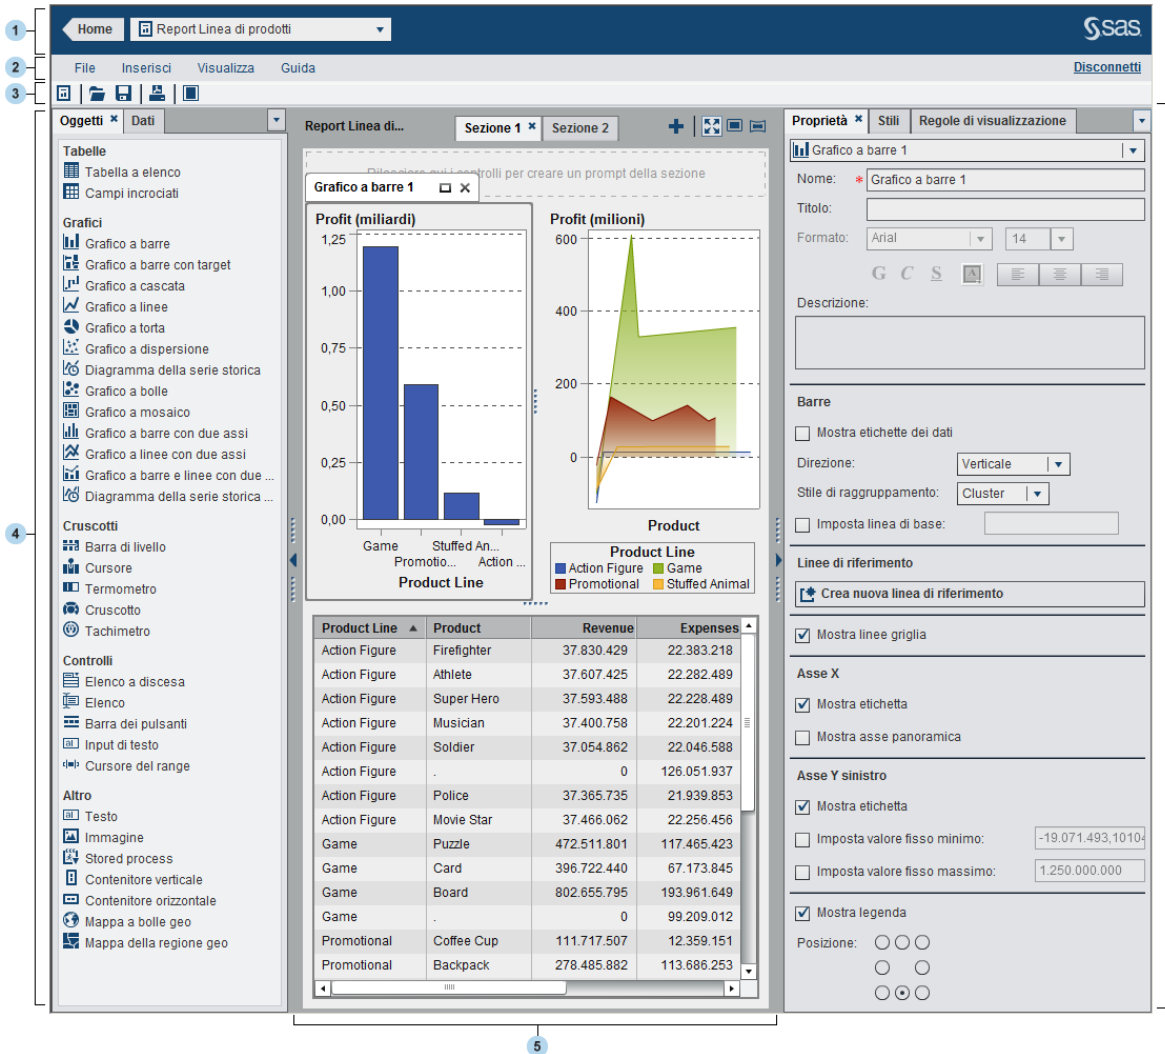 1
Home
Report Linea di prodotti
sas
2
File Inserisci Visualizza Guida
Disconnetti
3
4
Oggetti × Dati
Tabelle
Tabella a elenco
Campi incrociati
Grafici
Grafico a barre
Grafico a barre con target
Grafico a cascata
Grafico a linee
Grafico a torta
Grafico a dispersione
Diagramma della serie storica
Grafico a bolle
Grafico a mosaico
Grafico a barre con due assi
Grafico a linee con due assi
Grafico a barre e linee con due ...
Diagramma della serie storica ...
Cruscotti
Barra di livello
Cursore
Termometro
Cruscotto
Tachimetro
Controlli
Elenco a discesa
Elenco
Barra dei pulsanti
Input di testo
Cursore del range
Altro
Testo
Immagine
Stored process
Contenitore verticale
Contenitore orizzontale
Mappa a bolle geo
Mappa della regione geo
Report Linea di...
Sezione 1 × Sezione 2
qui i controlli per creare un prompt della sezione
Grafico a barre 1
Profit (miliardi)
1,25
1,00
0,75
0,50
0,25
0,00
Game
Stuffed An...
Promotio...
Action ...
Product Line
Profit (milioni)
600
400
200
0
Product
Product Line
Action Figure
Game
Promotional
Stuffed Animal
Product Line Product Revenue Expenses
Action Figure Firefighter 37.830.429 22.383.218
Action Figure Athlete 37.607.425 22.282.489
Action Figure Super Hero 37.593.488 22.228.489
Action Figure Musician 37.400.758 22.201.224
Action Figure Soldier 37.054.862 22.046.588
Action Figure . 0 126.051.937
Action Figure Police 37.365.735 21.939.853
Action Figure Movie Star 37.466.062 22.256.456
Game Puzzle 472.511.801 117.465.423
Game Card 396.722.440 67.173.845
Game Board 802.655.795 193.961.649
Game . 0 99.209.012
Promotional Coffee Cup 111.717.507 12.359.151
Promotional Backpack 278.485.882 113.686.253
5
Proprietà × Stili Regole di visualizzazione
Grafico a barre 1
Nome: * Grafico a barre 1
Titolo:
Formato: Arial 14
G C S A
Descrizione:
Barre
Mostra etichette dei dati
Direzione: Verticale
Stile di raggruppamento: Cluster
Imposta linea di base:
Linee di riferimento
Crea nuova linea di riferimento
Mostra linee griglia
Asse X
Mostra etichetta
Mostra asse panoramica
Asse Y sinistro
Mostra etichetta
Imposta valore fisso minimo: -19.071.493,10104
Imposta valore fisso massimo: 1.250.000.000
Mostra legenda
Posizione: